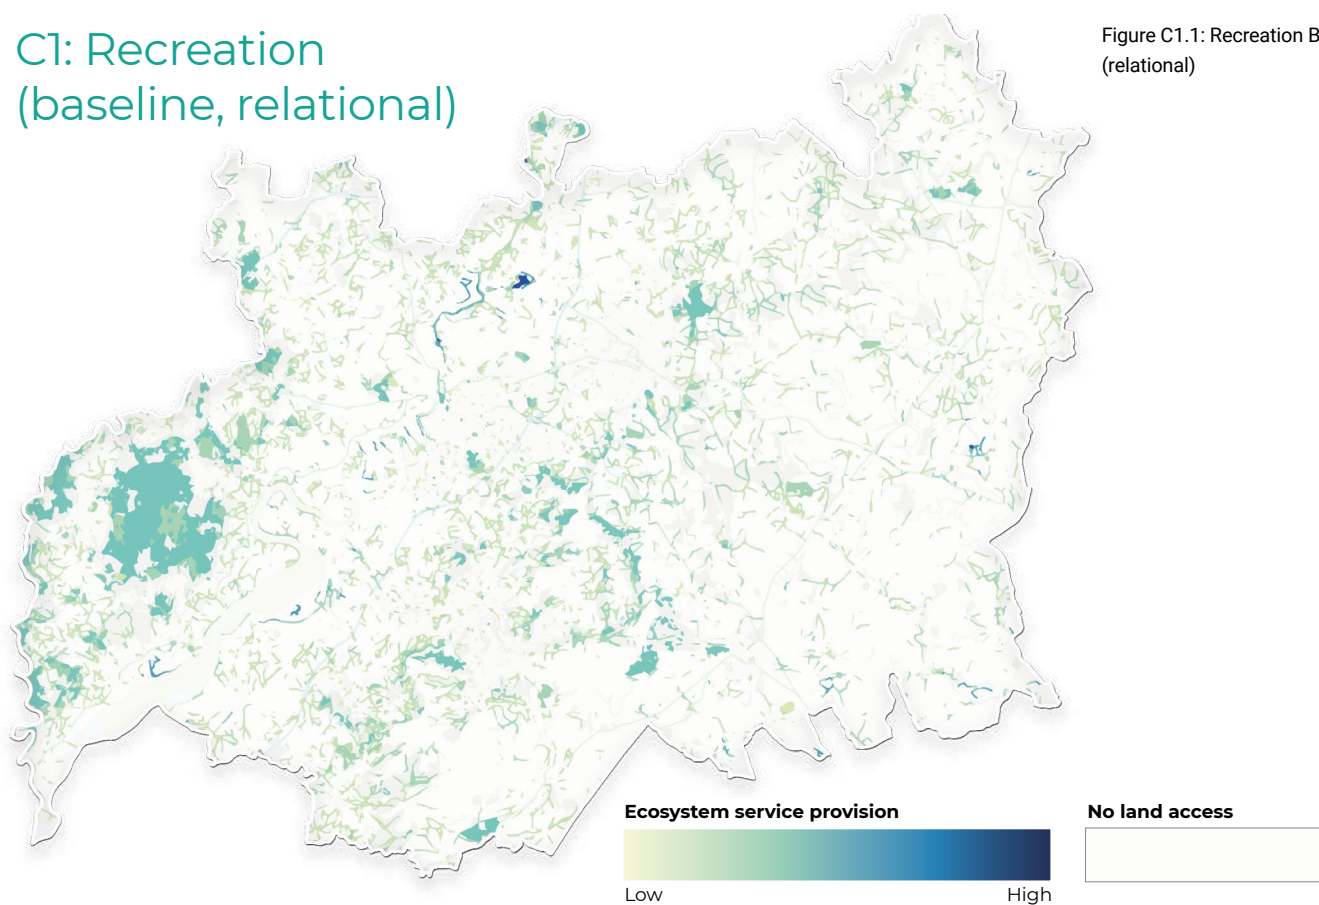 C1: Recreation
(baseline, relational)
Figure C1.1: Recreation B
(relational)
Ecosystem service provision
Low
High
No land access